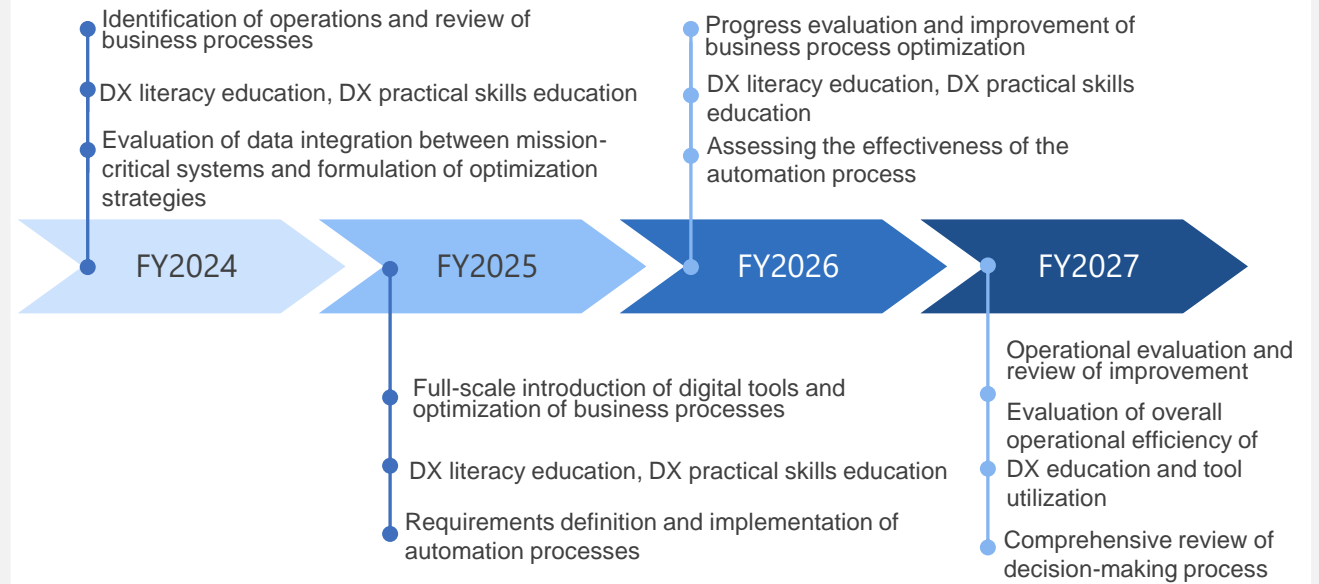 Identification of operations and review of
business processes
DX literacy education, DX practical skills education
Evaluation of data integration between mission-
critical systems and formulation of optimization
strategies
Progress evaluation and improvement of
business process optimization
DX literacy education, DX practical skills
education
Assessing the effectiveness of the
automation process
FY2024
FY2025
FY2026
FY2027
Full-scale introduction of digital tools and
optimization of business processes
DX literacy education, DX practical skills education
Requirements definition and implementation of
automation processes
Operational evaluation and
review of improvement
Evaluation of overall
operational efficiency of
DX education and tool
utilization
Comprehensive review of
decision-making process